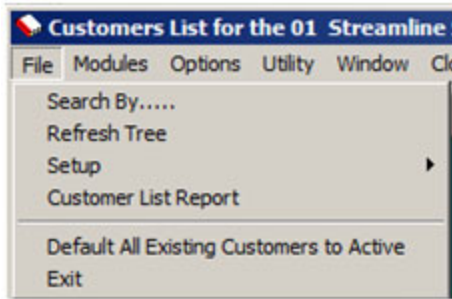 Customers List for the 01 Streamline
File Modules Options Utility Window
Search By.....
Refresh Tree
Setup
Customer List Report
Default All Existing Customers to Active
Exit